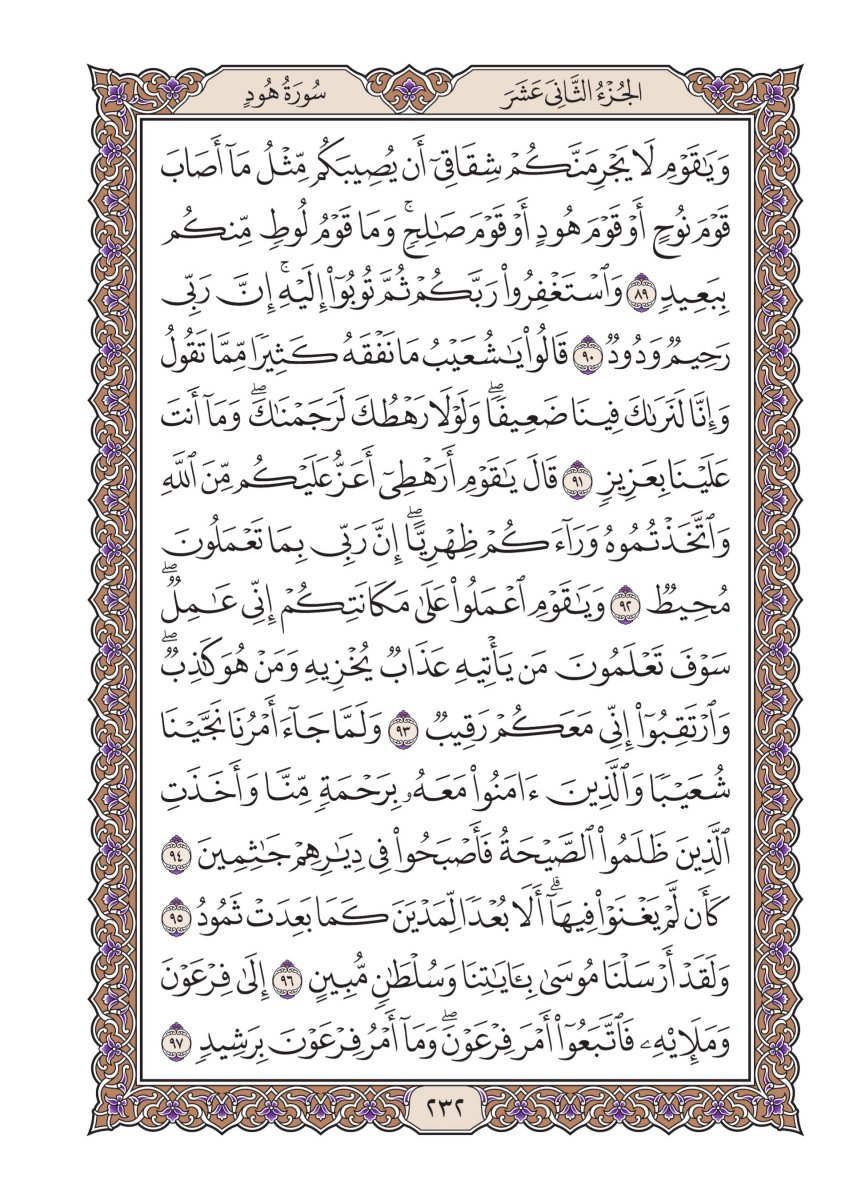 الجُزْءُ الثَّانِيَ عَشَرَ
سُورَةُ هُودٍ
وَيَٰقَوْمِ لَا يَجْرِمَنَّكُمْ شِقَاقِيٓ أَن يُصِيبَكُم مِّثْلُ مَآ أَصَابَ
قَوْمَ نُوحٍ أَوْ قَوْمَ هُودٍ أَوْ قَوْمَ صَٰلِحٖۚ وَمَا قَوْمُ لُوطٖ مِّنكُم
بِبَعِيدٖ ٨٩ وَٱسْتَغْفِرُوا۟ رَبَّكُمْ ثُمَّ تُوبُوٓا۟ إِلَيْهِۚ إِنَّ رَبِّي
رَحِيمٞ وَدُودٞ ٩٠ قَالُوا۟ يَٰشُعَيْبُ مَا نَفْقَهُ كَثِيرٗا مِّمَّا تَقُولُ
وَإِنَّا لَنَرَىٰكَ فِينَا ضَعِيفٗاۖ وَلَوْلَا رَهْطُكَ لَرَجَمْنَٰكَۖ وَمَآ أَنتَ
عَلَيْنَا بِعَزِيزٖ ٩١ قَالَ يَٰقَوْمِ أَرَهْطِيٓ أَعَزُّ عَلَيْكُم مِّنَ ٱللَّهِ
وَٱتَّخَذْتُمُوهُ وَرَآءَكُمْ ظِهْرِيًّاۖ إِنَّ رَبِّي بِمَا تَعْمَلُونَ
مُحِيطٞ ٩٢ وَيَٰقَوْمِ ٱعْمَلُوا۟ عَلَىٰ مَكَانَتِكُمْ إِنِّي عَٰمِلٞۖ
سَوْفَ تَعْلَمُونَ مَن يَأْتِيهِ عَذَابٞ يُخْزِيهِ وَمَنْ هُوَ كَٰذِبٞۖ
وَٱرْتَقِبُوٓا۟ إِنِّي مَعَكُمْ رَقِيبٞ ٩٣ وَلَمَّا جَآءَ أَمْرُنَا نَجَّيْنَا
شُعَيْبٗا وَٱلَّذِينَ ءَامَنُوا۟ مَعَهُۥ بِرَحْمَةٖ مِّنَّا وَأَخَذَتِ
ٱلَّذِينَ ظَلَمُوا۟ ٱلصَّيْحَةُ فَأَصْبَحُوا۟ فِي دِيَٰرِهِمْ جَٰثِمِينَ ٩٤
كَأَن لَّمْ يَغْنَوْا۟ فِيهَآۗ أَلَا بُعْدٗا لِّمَدْيَنَ كَمَا بَعِدَتْ ثَمُودُ ٩٥
وَلَقَدْ أَرْسَلْنَا مُوسَىٰ بِـَٔايَٰتِنَا وَسُلْطَٰنٖ مُّبِينٍ ٩٦ إِلَىٰ فِرْعَوْنَ
وَمَلَإِي۟هِۦ فَٱتَّبَعُوٓا۟ أَمْرَ فِرْعَوْنَۖ وَمَآ أَمْرُ فِرْعَوْنَ بِرَشِيدٖ ٩٧
٢٣٢